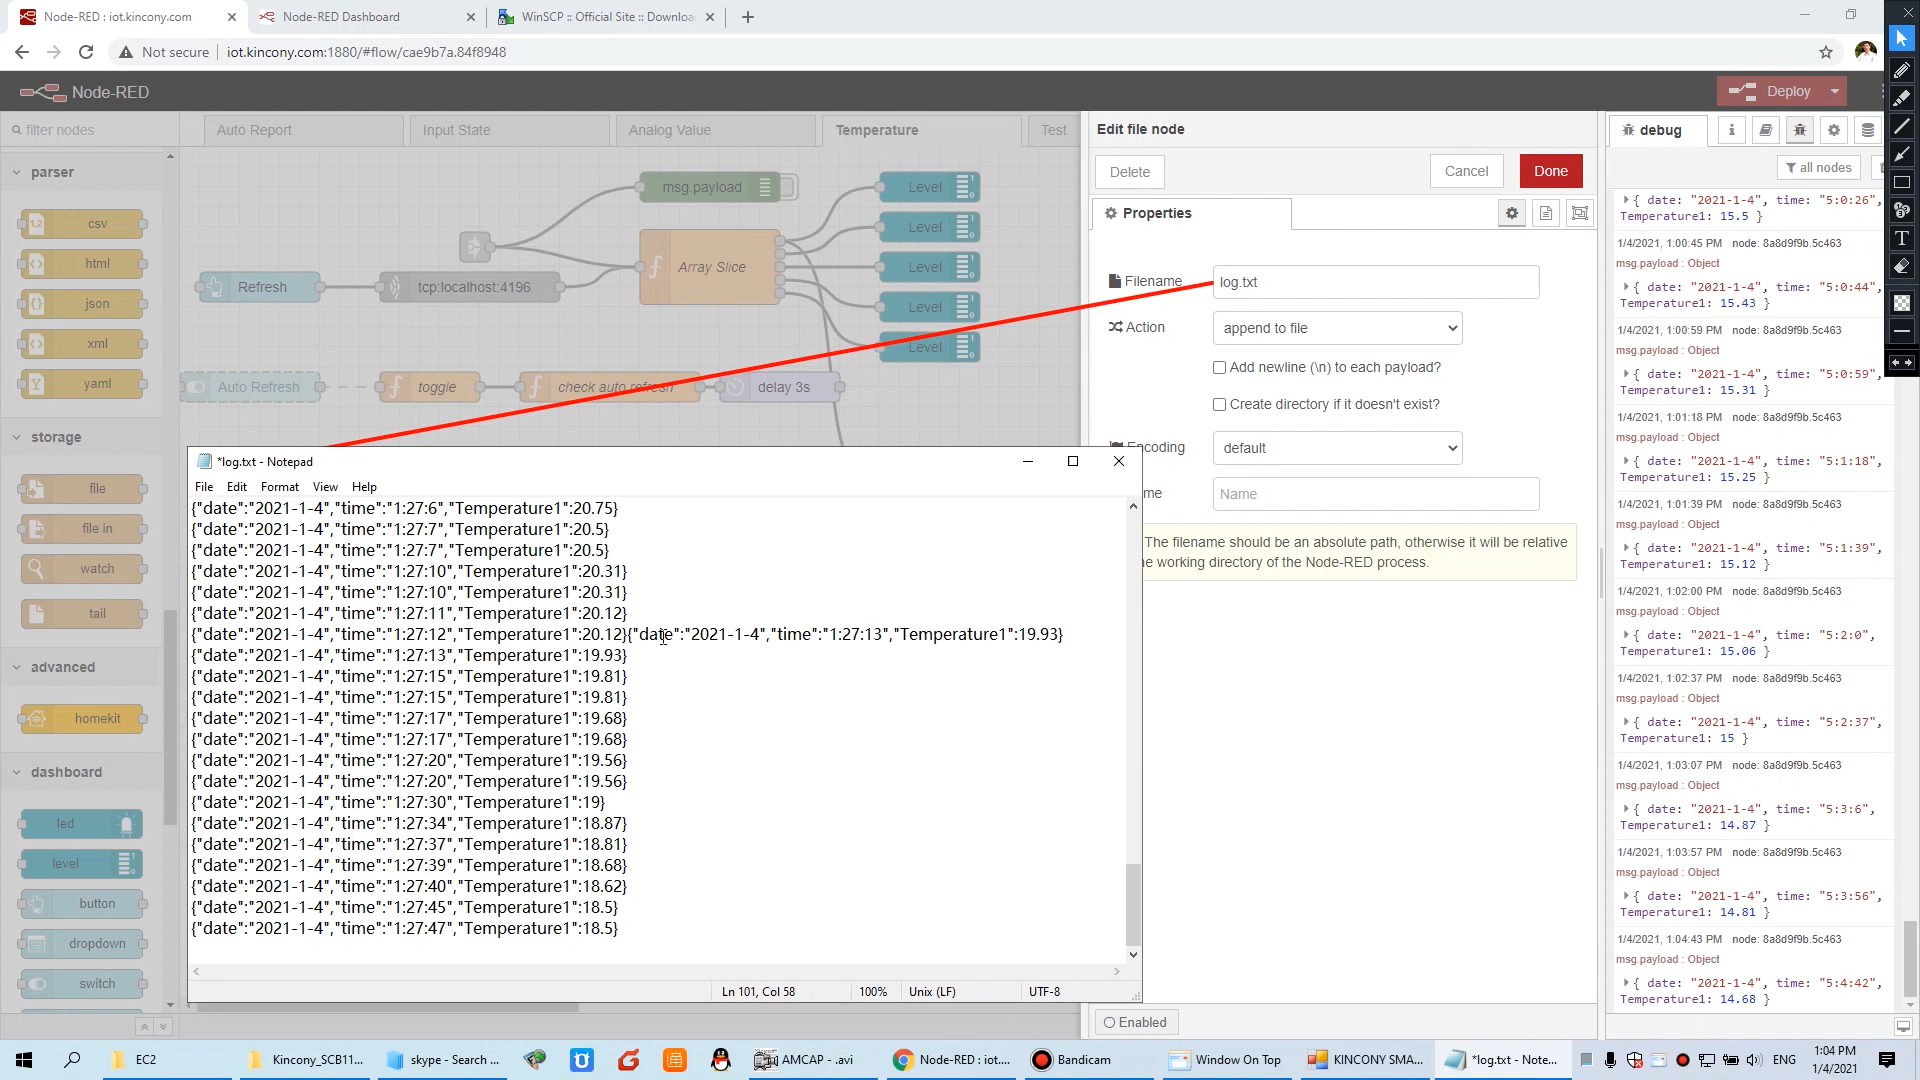 Node-RED : iot.kincony.com
Node-RED Dashboard
WinSCP :: Official Site :: Downloa
Not secure
iot.kincony.com:1880/#flow/cae9b7a.84f8948
Node-RED
Deploy
filter nodes
Auto Report
Input State
Analog Value
Temperature
Test
parser
csv
html
json
xml
yaml
storage
file
file in
watch
tail
advanced
homekit
dashboard
led
level
button
dropdown
switch
msg.payload
Level
Level
Level
Level
Level
Array Slice
Refresh
tcp:localhost:4196
Auto Refresh
toggle
check auto refresh
delay 3s
Edit file node
Delete
Cancel
Done
Properties
Filename
log.txt
Action
append to file
Add newline (\n) to each payload?
Create directory if it doesn't exist?
Encoding
default
me
Name
The filename should be an absolute path, otherwise it will be relative
e working directory of the Node-RED process.
Enabled
*log.txt - Notepad
File Edit Format View Help
{"date":"2021-1-4","time":"1:27:6","Temperature1":20.75}
{"date":"2021-1-4","time":"1:27:7","Temperature1":20.5}
{"date":"2021-1-4","time":"1:27:7","Temperature1":20.5}
{"date":"2021-1-4","time":"1:27:10","Temperature1":20.31}
{"date":"2021-1-4","time":"1:27:10","Temperature1":20.31}
{"date":"2021-1-4","time":"1:27:11","Temperature1":20.12}
{"date":"2021-1-4","time":"1:27:12","Temperature1":20.12}{"date":"2021-1-4","time":"1:27:13","Temperature1":19.93}
{"date":"2021-1-4","time":"1:27:13","Temperature1":19.93}
{"date":"2021-1-4","time":"1:27:15","Temperature1":19.81}
{"date":"2021-1-4","time":"1:27:15","Temperature1":19.81}
{"date":"2021-1-4","time":"1:27:17","Temperature1":19.68}
{"date":"2021-1-4","time":"1:27:17","Temperature1":19.68}
{"date":"2021-1-4","time":"1:27:20","Temperature1":19.56}
{"date":"2021-1-4","time":"1:27:20","Temperature1":19.56}
{"date":"2021-1-4","time":"1:27:30","Temperature1":19}
{"date":"2021-1-4","time":"1:27:34","Temperature1":18.87}
{"date":"2021-1-4","time":"1:27:37","Temperature1":18.81}
{"date":"2021-1-4","time":"1:27:39","Temperature1":18.68}
{"date":"2021-1-4","time":"1:27:40","Temperature1":18.62}
{"date":"2021-1-4","time":"1:27:45","Temperature1":18.5}
{"date":"2021-1-4","time":"1:27:47","Temperature1":18.5}
Ln 101, Col 58
100%
Unix (LF)
UTF-8
debug
all nodes
{ date: "2021-1-4", time: "5:0:26",
Temperature1: 15.5 }
1/4/2021, 1:00:45 PM node: 8a8d9f9b.5c463
msg.payload : Object
{ date: "2021-1-4", time: "5:0:44",
Temperature1: 15.43 }
1/4/2021, 1:00:59 PM node: 8a8d9f9b.5c463
msg.payload : Object
{ date: "2021-1-4", time: "5:0:59",
Temperature1: 15.31 }
1/4/2021, 1:01:18 PM node: 8a8d9f9b.5c463
msg.payload : Object
{ date: "2021-1-4", time: "5:1:18",
Temperature1: 15.25 }
1/4/2021, 1:01:39 PM node: 8a8d9f9b.5c463
msg.payload : Object
{ date: "2021-1-4", time: "5:1:39",
Temperature1: 15.12 }
1/4/2021, 1:02:00 PM node: 8a8d9f9b.5c463
msg.payload : Object
{ date: "2021-1-4", time: "5:2:0",
Temperature1: 15.06 }
1/4/2021, 1:02:37 PM node: 8a8d9f9b.5c463
msg.payload : Object
{ date: "2021-1-4", time: "5:2:37",
Temperature1: 15 }
1/4/2021, 1:03:07 PM node: 8a8d9f9b.5c463
msg.payload : Object
{ date: "2021-1-4", time: "5:3:6",
Temperature1: 14.87 }
1/4/2021, 1:03:57 PM node: 8a8d9f9b.5c463
msg.payload : Object
{ date: "2021-1-4", time: "5:3:56",
Temperature1: 14.81 }
1/4/2021, 1:04:43 PM node: 8a8d9f9b.5c463
msg.payload : Object
{ date: "2021-1-4", time: "5:4:42",
Temperature1: 14.68 }
EC2
Kincony_SCB11...
skype - Search ...
AMCAP - .avi
Node-RED : iot....
Bandicam
Window On Top
KINCONY SMA...
*log.txt - Note...
ENG
1:04 PM
1/4/2021